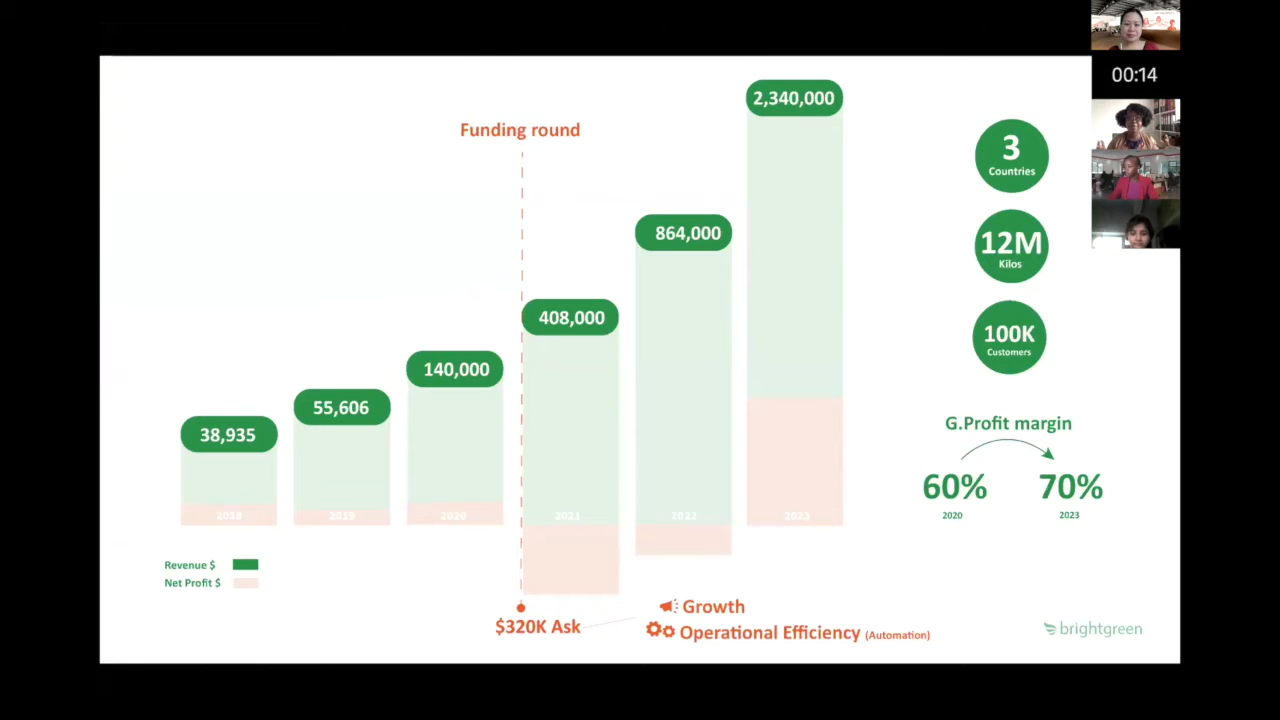 00:14
Funding round
2,340,000
864,000
408,000
140,000
55,606
38,935
2018
2019
2020
2021
2022
2023
Revenue $
Net Profit $
$320K Ask
Growth
Operational Efficiency (Automation)
3
Countries
12M
Kilos
100K
Customers
G.Profit margin
60%
70%
2020
2023
brightgreen